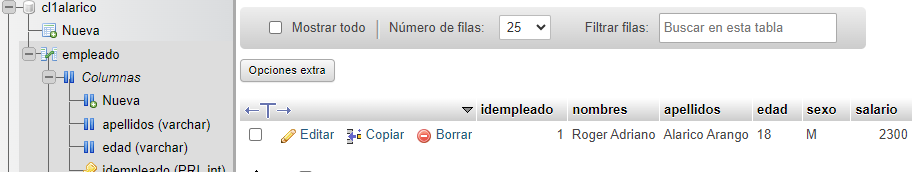 cl1alarico
Nueva
empleado
Columnas
Nueva
apellidos (varchar)
edad (varchar)
idempleado (PRI, int)
Mostrar todo Número de filas: 25 Filtrar filas: Buscar en esta tabla
Opciones extra
idempleado nombres apellidos edad sexo salario
Editar Copiar Borrar 1 Roger Adriano Alarico Arango 18 M 2300